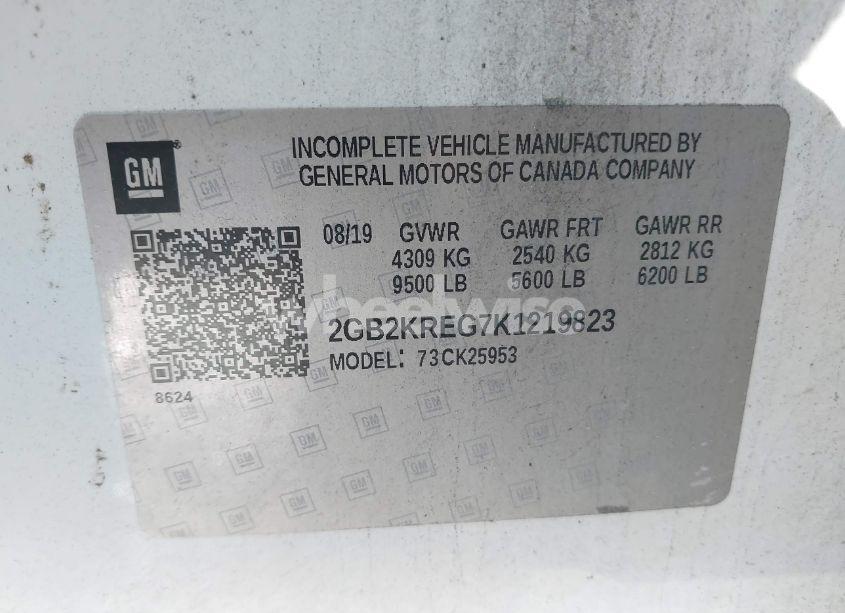 GM
INCOMPLETE VEHICLE MANUFACTURED BY
GENERAL MOTORS OF CANADA COMPANY
08/19 GVWR GAWR FRT GAWR RR
4309 KG 2540 KG 2812 KG
9500 LB 5600 LB 6200 LB
wheelwise
2GB2KREG7K1219823
MODEL: 73CK25953
8624